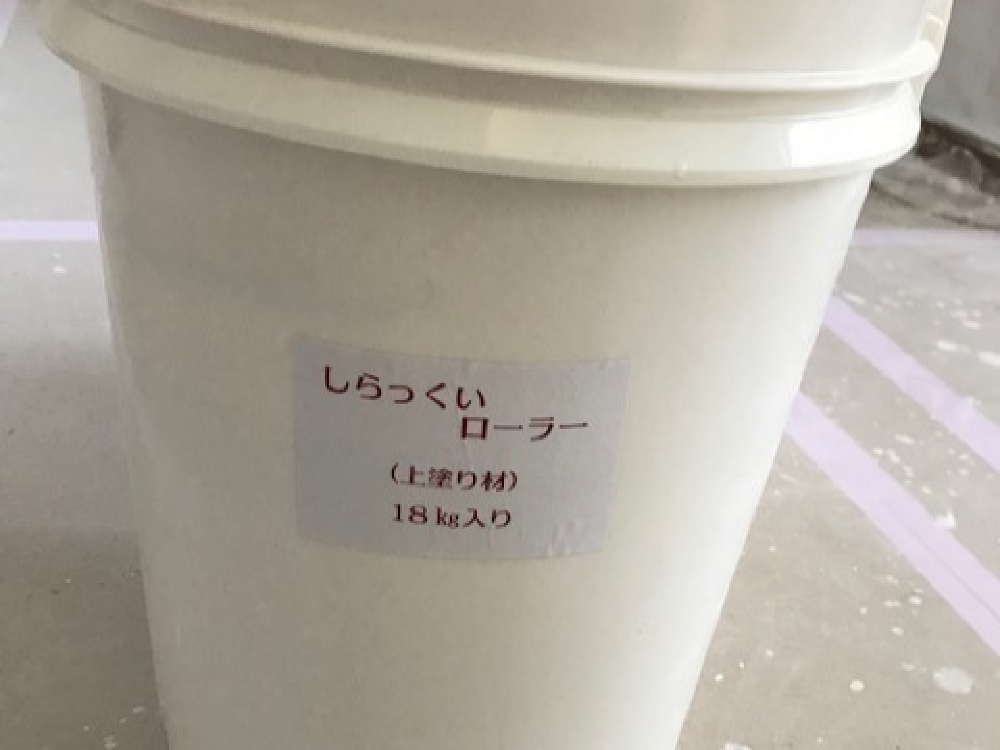 しらっくい
ローラー
（上塗り材）
18㎏入り